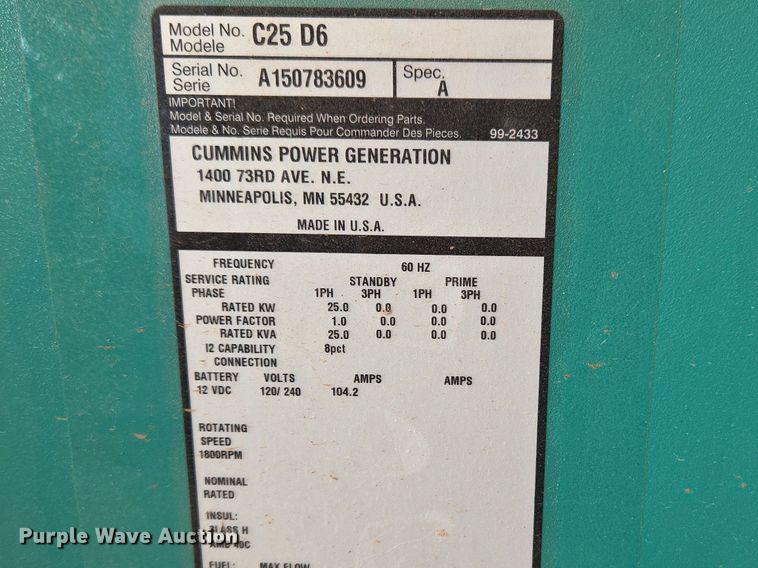 Model No. C25 D6
Modele
Serial No. A150783609 Spec. A
Serie
IMPORTANT!
Model & Serial No. Required When Ordering Parts.
Modele & No. Serie Requis Pour Commander Des Pieces. 99-2433
CUMMINS POWER GENERATION
1400 73RD AVE. N.E.
MINNEAPOLIS, MN 55432 U.S.A.
MADE IN U.S.A.
FREQUENCY 60 HZ
SERVICE RATING STANDBY PRIME
PHASE 1PH 3PH 1PH 3PH
RATED KW 25.0 0.0 0.0 0.0
POWER FACTOR 1.0 0.0 0.0 0.0
RATED KVA 25.0 0.0 0.0 0.0
I2 CAPABILITY 8pct
CONNECTION
BATTERY VOLTS AMPS AMPS
12 VDC 120/ 240 104.2
ROTATING
SPEED
1800RPM
NOMINAL
RATED
INSUL:
CLASS H
Purple Wave Auction
AMB 40C
FUEL: MAX FLOW